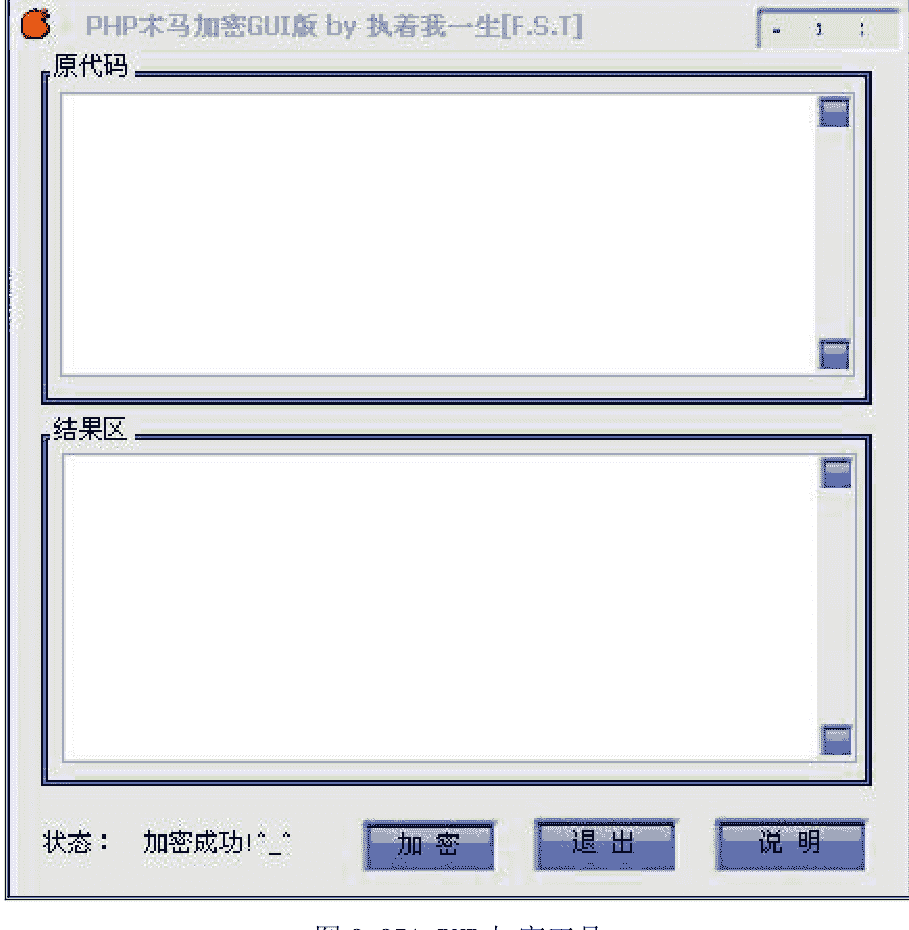 PHP木马加密GUI版 by 执着我一生[F.S.T]
原代码
结果区
状态： 加密成功!^_^
加 密
退 出
说 明